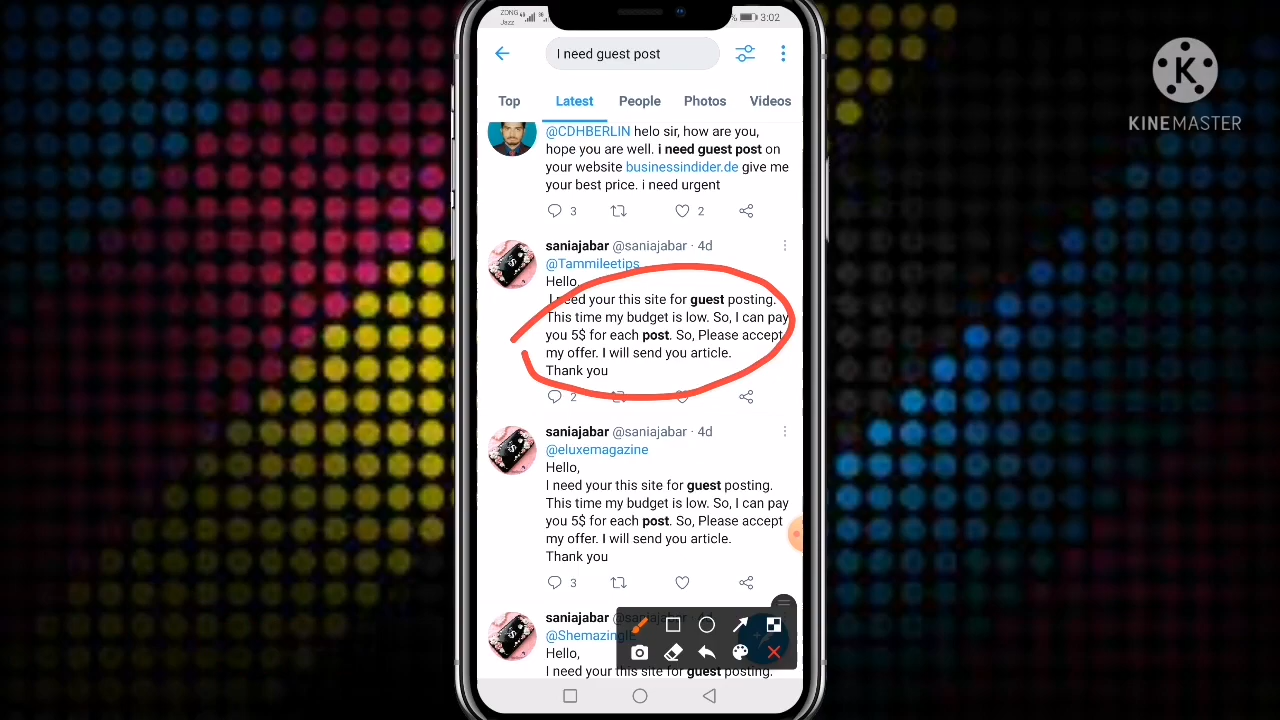 ZONG
Jazz
% 3:02
I need guest post
Top Latest People Photos Videos
@CDHBERLIN helo sir, how are you,
hope you are well. i need guest post on
your website businessindider.de give me
your best price. i need urgent
3 2
saniajabar @saniajabar · 4d
@Tammileetips
Hello,
I need your this site for guest posting.
This time my budget is low. So, I can pay
you 5$ for each post. So, Please accept
my offer. I will send you article.
Thank you
2
saniajabar @saniajabar · 4d
@eluxemagazine
Hello,
I need your this site for guest posting.
This time my budget is low. So, I can pay
you 5$ for each post. So, Please accept
my offer. I will send you article.
Thank you
3
saniajabar @saniajabar · 4d
Hello,
I need your this site for guest posting.
K
KINEMASTER